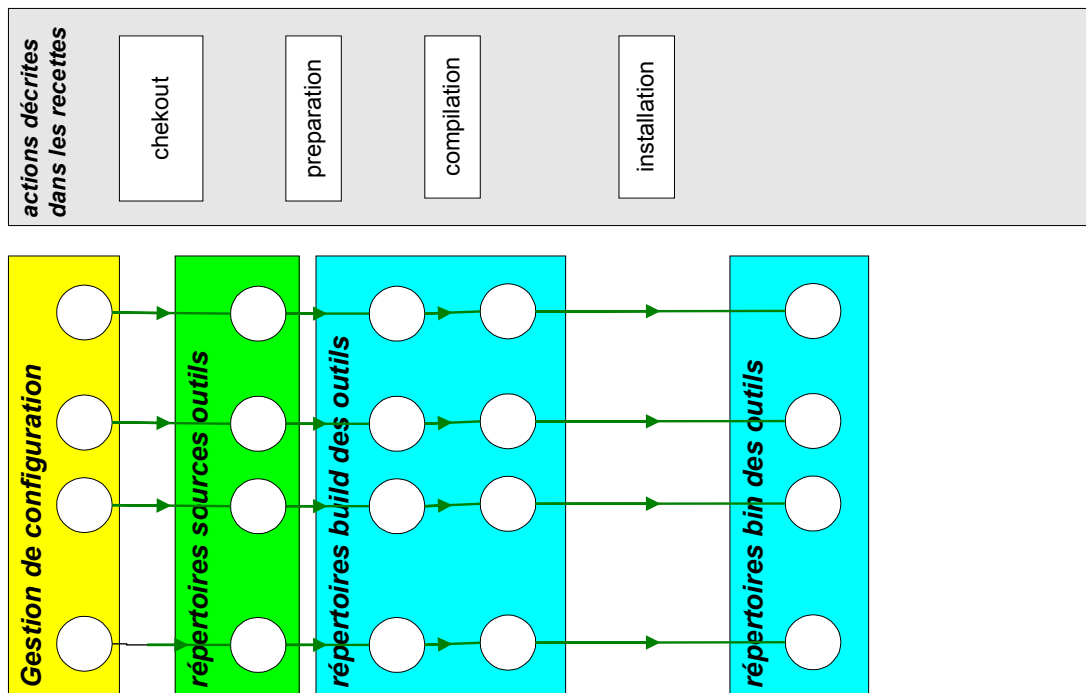 actions décrites
dans les recettes
chekout
preparation
compilation
installation
Gestion de configuration
répertoires sources outils
répertoires build des outils
répertoires bin des outils